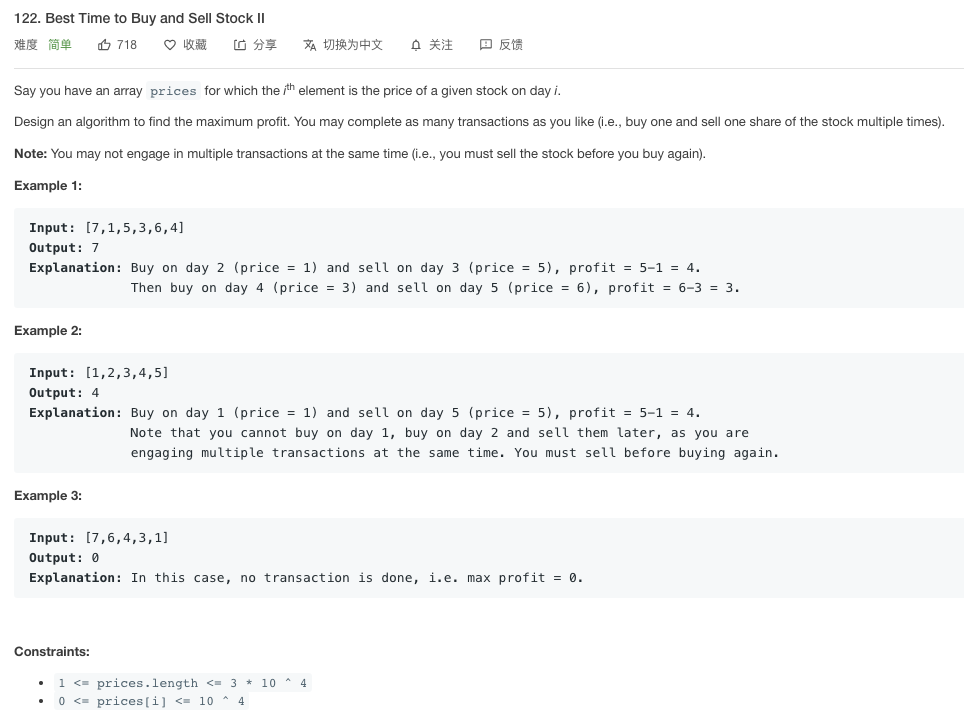 122. Best Time to Buy and Sell Stock II
难度 简单 718 收藏 分享 切换为中文 关注 反馈
Say you have an array prices for which the ith element is the price of a given stock on day i.
Design an algorithm to find the maximum profit. You may complete as many transactions as you like (i.e., buy one and sell one share of the stock multiple times).
Note: You may not engage in multiple transactions at the same time (i.e., you must sell the stock before you buy again).
Example 1:
Input: [7,1,5,3,6,4]
Output: 7
Explanation: Buy on day 2 (price = 1) and sell on day 3 (price = 5), profit = 5-1 = 4.
Then buy on day 4 (price = 3) and sell on day 5 (price = 6), profit = 6-3 = 3.
Example 2:
Input: [1,2,3,4,5]
Output: 4
Explanation: Buy on day 1 (price = 1) and sell on day 5 (price = 5), profit = 5-1 = 4.
Note that you cannot buy on day 1, buy on day 2 and sell them later, as you are
engaging multiple transactions at the same time. You must sell before buying again.
Example 3:
Input: [7,6,4,3,1]
Output: 0
Explanation: In this case, no transaction is done, i.e. max profit = 0.
Constraints:
• 1 <= prices.length <= 3 * 10 ^ 4
• 0 <= prices[i] <= 10 ^ 4